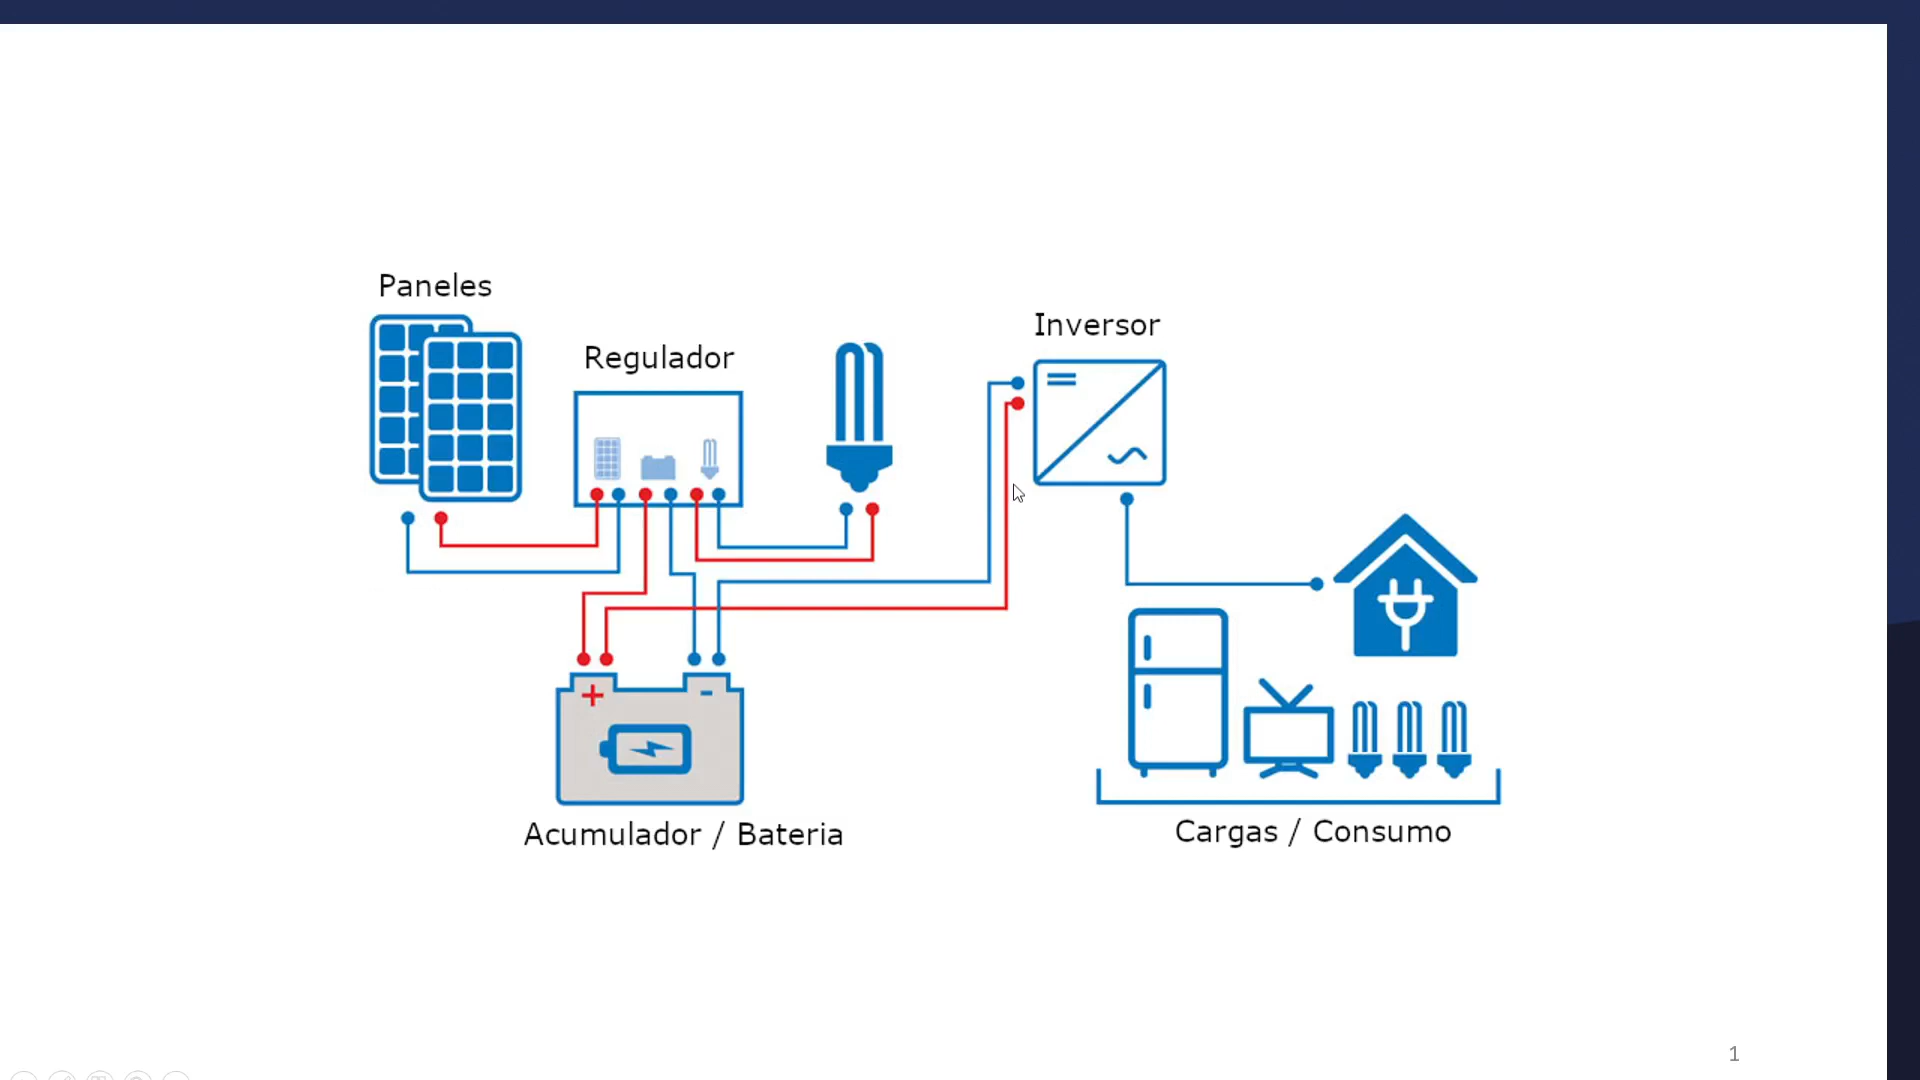 Paneles
Regulador
Inversor
+ -
Acumulador / Bateria
Cargas / Consumo
1